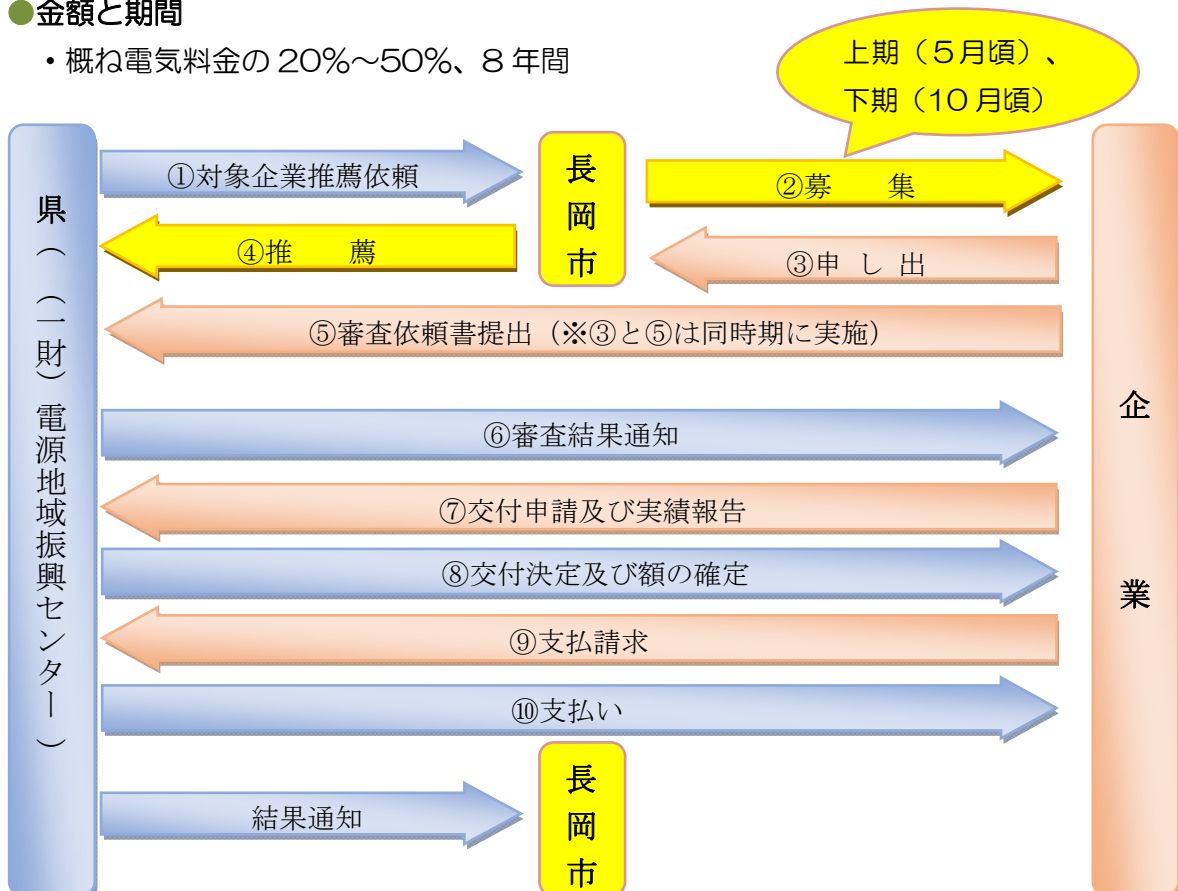 ●金額と期間
・概ね電気料金の20%～50%、8年間
上期（5月頃）、
下期（10月頃）
県（（一財）電源地域振興センター）
①対象企業推薦依頼
長岡市
②募　集
企業
④推　薦
③申し出
⑤審査依頼書提出（※③と⑤は同時期に実施）
⑥審査結果通知
⑦交付申請及び実績報告
⑧交付決定及び額の確定
⑨支払請求
⑩支払い
結果通知
長岡市